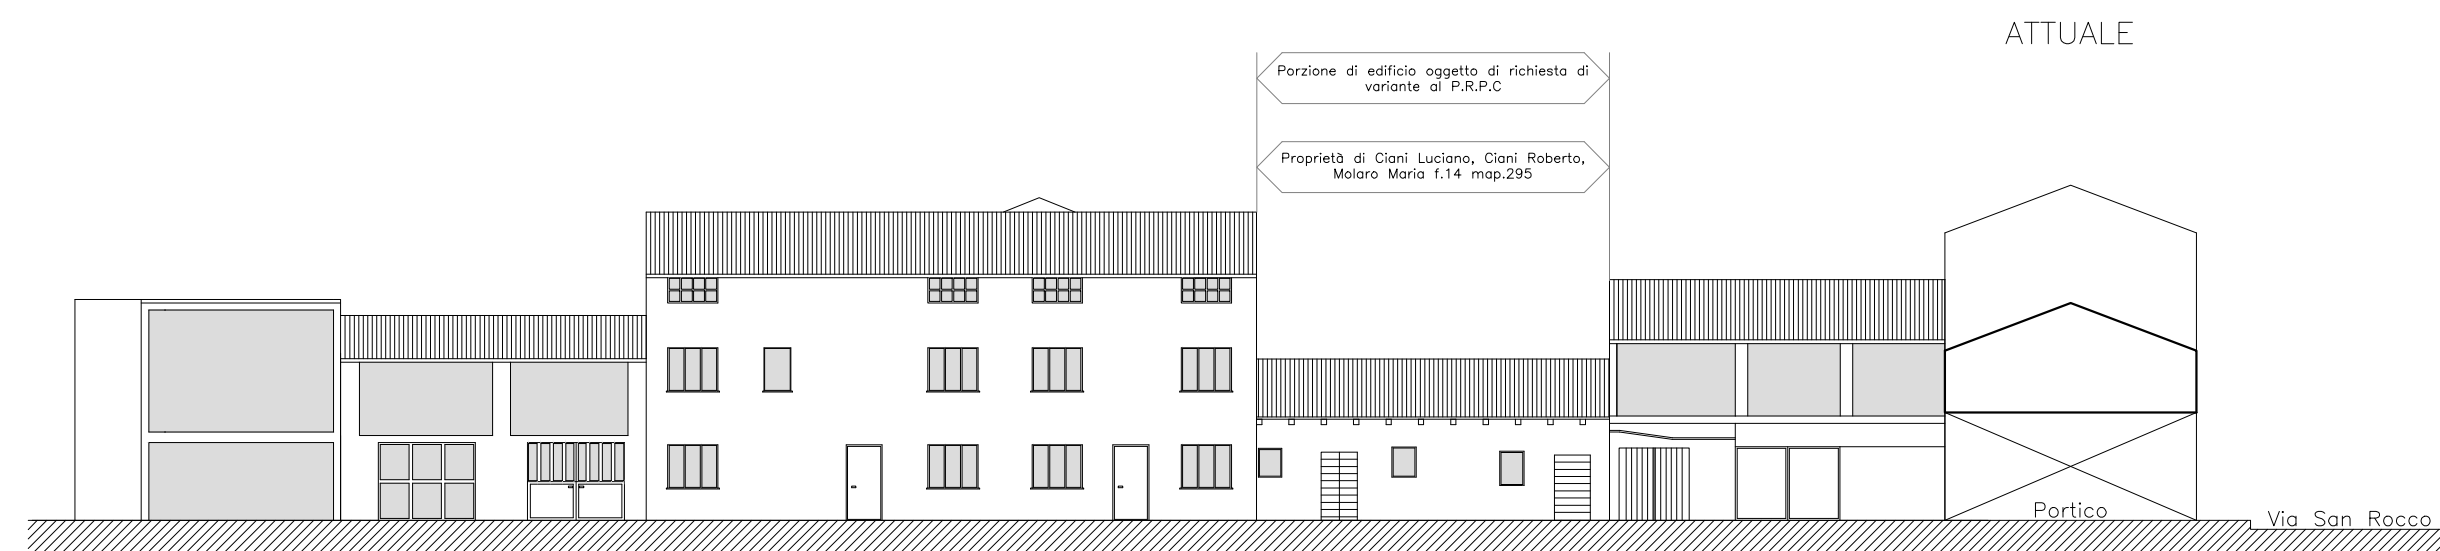 ATTUALE
Porzione di edificio oggetto di richiesta di
variante al P.R.P.C
Proprietà di Ciani Luciano, Ciani Roberto,
Molaro Maria f.14 map.295
Portico
Via San Rocco